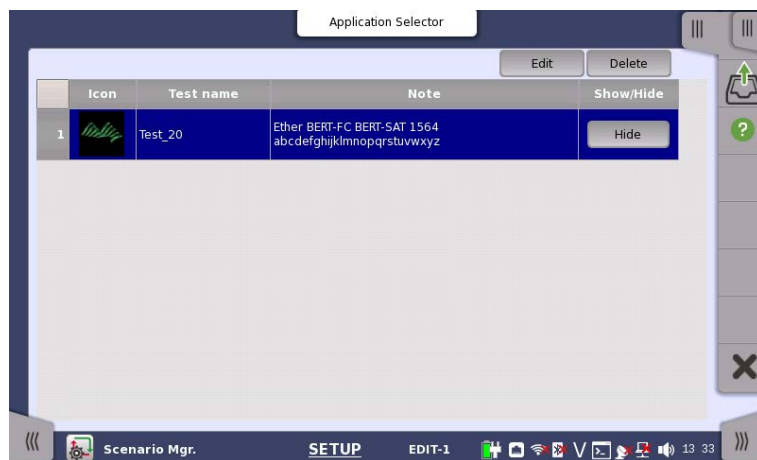 Application Selector
Edit
Delete
Icon
Test name
Note
Show/Hide
1
Test_20
Ether BERT-FC BERT-SAT 1564
abcdefghijklmnopqrstuvwxyz
Hide
?
Scenario Mgr.
SETUP
EDIT-1
13 33